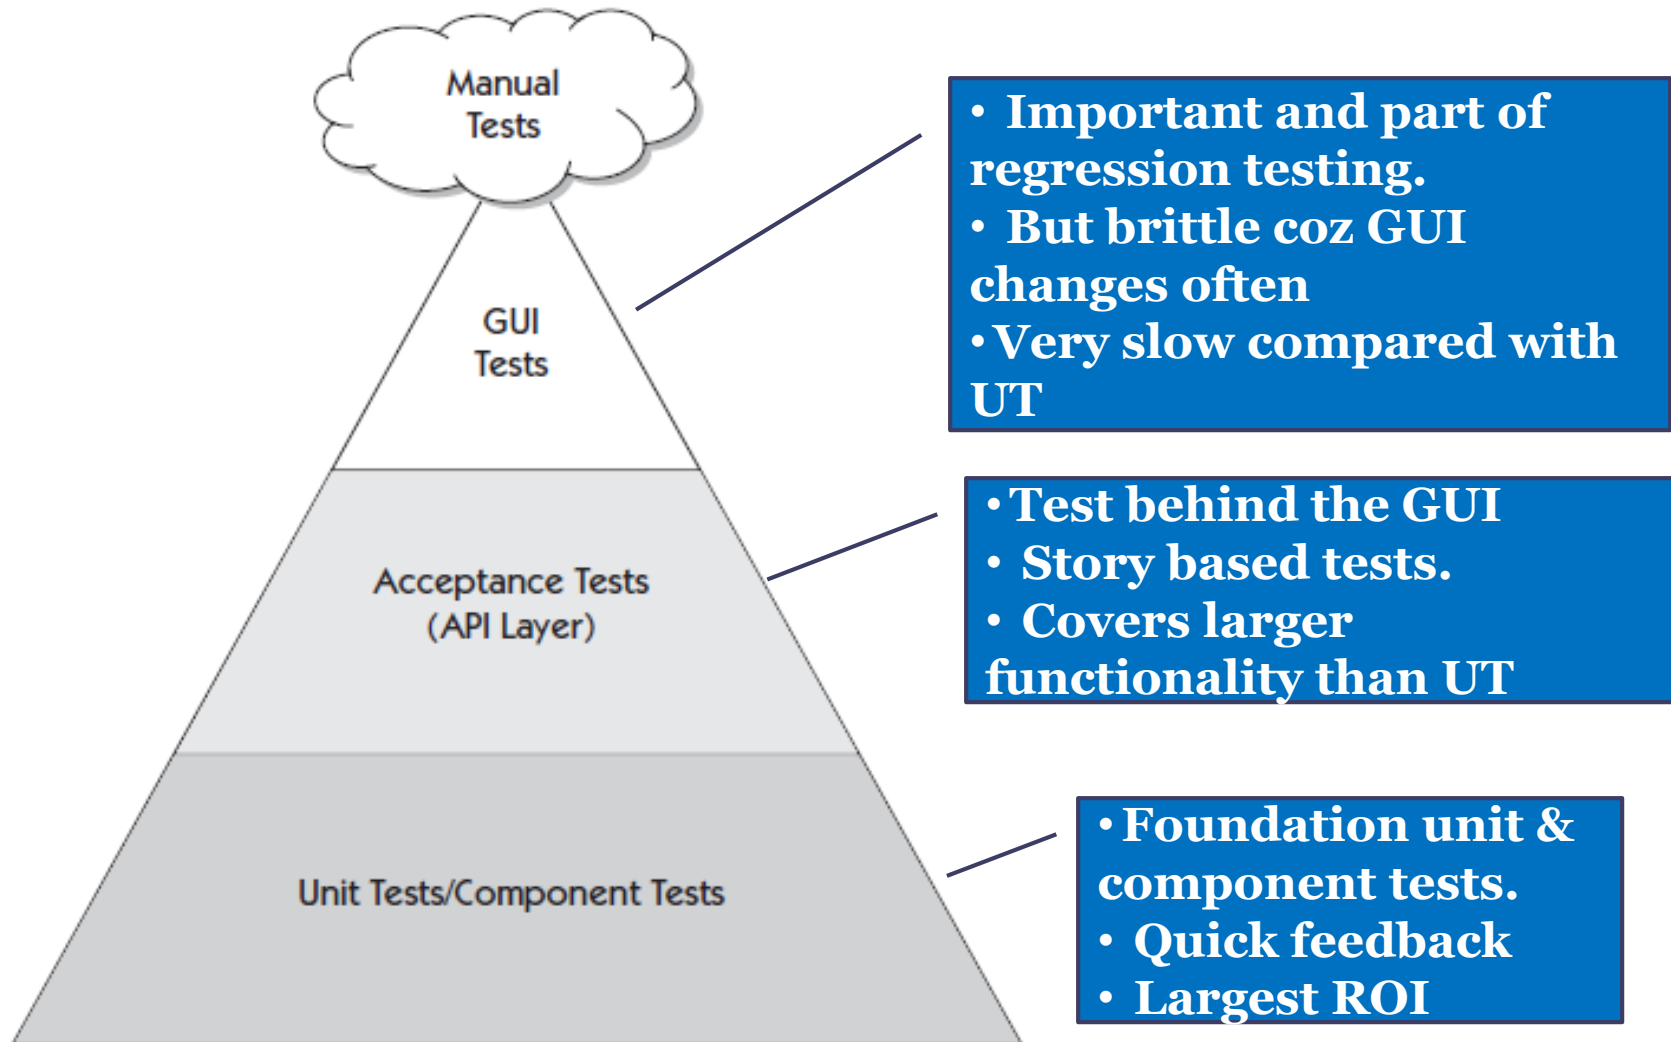 Manual
Tests
GUI
Tests
Acceptance Tests
(API Layer)
Unit Tests/Component Tests
• Important and part of
regression testing.
• But brittle coz GUI
changes often
• Very slow compared with
UT
• Test behind the GUI
• Story based tests.
• Covers larger
functionality than UT
• Foundation unit &
component tests.
• Quick feedback
• Largest ROI